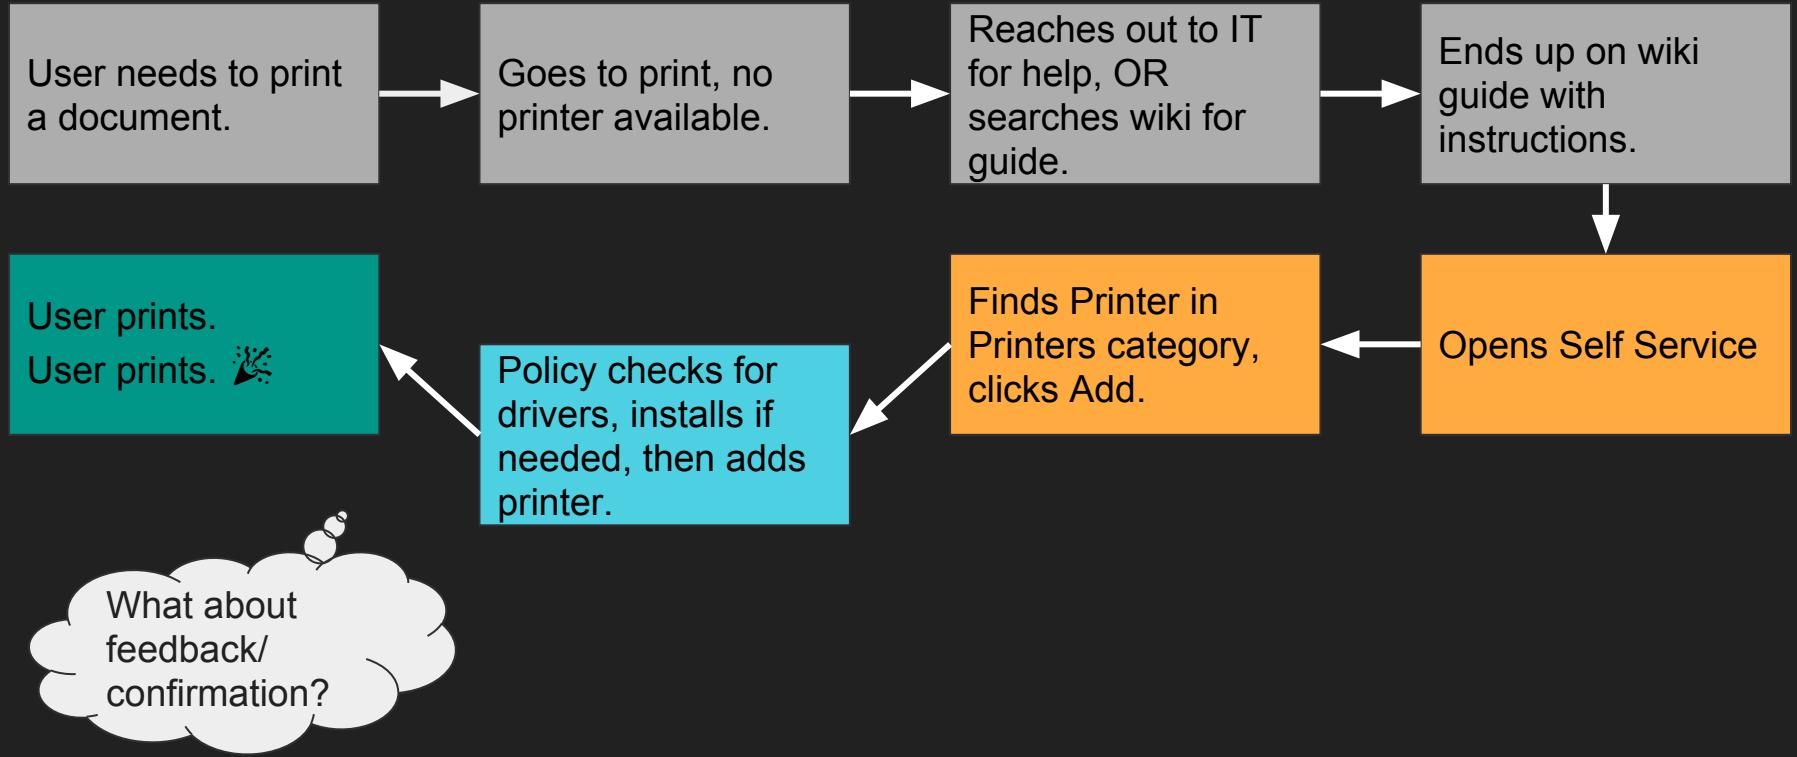 User needs to print
a document.
Goes to print, no
printer available.
Reaches out to IT
for help, OR
searches wiki for
guide.
Ends up on wiki
guide with
instructions.
Opens Self Service
Finds Printer in
Printers category,
clicks Add.
Policy checks for
drivers, installs if
needed, then adds
printer.
User prints.
User prints. 🎉
What about
feedback/
confirmation?